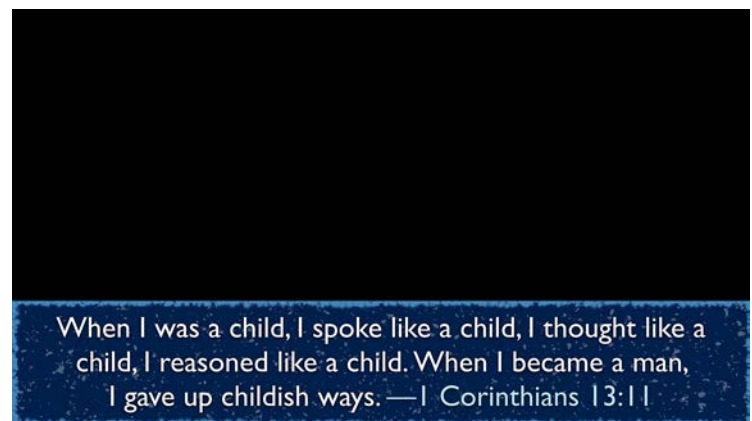 When I was a child, I spoke like a child, I thought like a
child, I reasoned like a child. When I became a man,
I gave up childish ways. —1 Corinthians 13:11